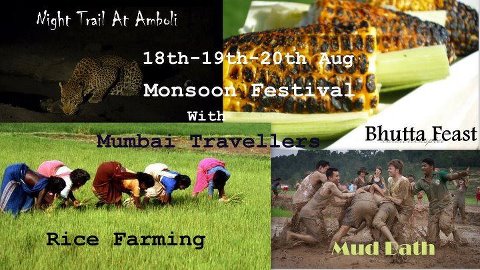 Night Trail At Amboli
18th-19th-20th Aug
Monsoon Festival
With
Mumbai Travellers
Bhutta Feast
Rice Farming
Mud Bath